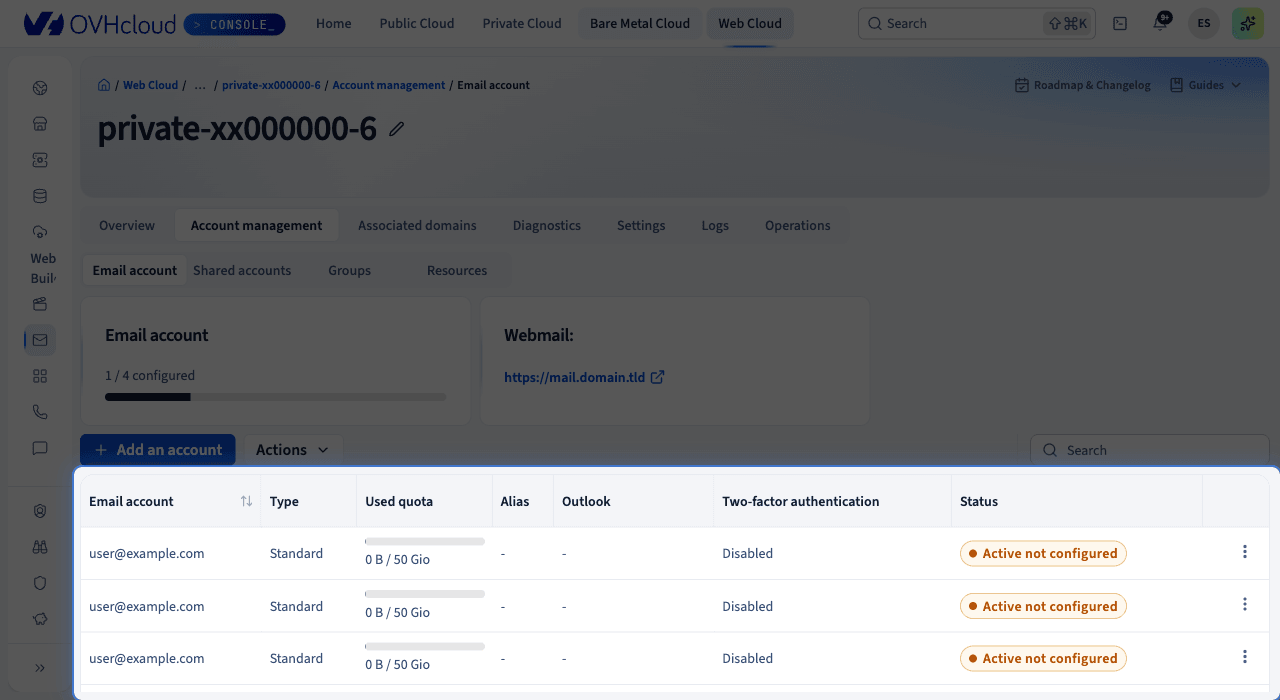 OVHcloud > CONSOLE_ Home Public Cloud Private Cloud Bare Metal Cloud Web Cloud Search ⇧⌘K 9+ ES
/ Web Cloud / ... / private-xx000000-6 / Account management / Email account Roadmap & Changelog Guides
private-xx000000-6
Overview Account management Associated domains Diagnostics Settings Logs Operations
Web
Email account Shared accounts Groups Resources
Email account Webmail:
1 / 4 configured https://mail.domain.tld
+ Add an account Actions Search
Email account Type Used quota Alias Outlook Two-factor authentication Status
user@example.com Standard 0 B / 50 Gio - - Disabled Active not configured
user@example.com Standard 0 B / 50 Gio - - Disabled Active not configured
user@example.com Standard 0 B / 50 Gio - - Disabled Active not configured